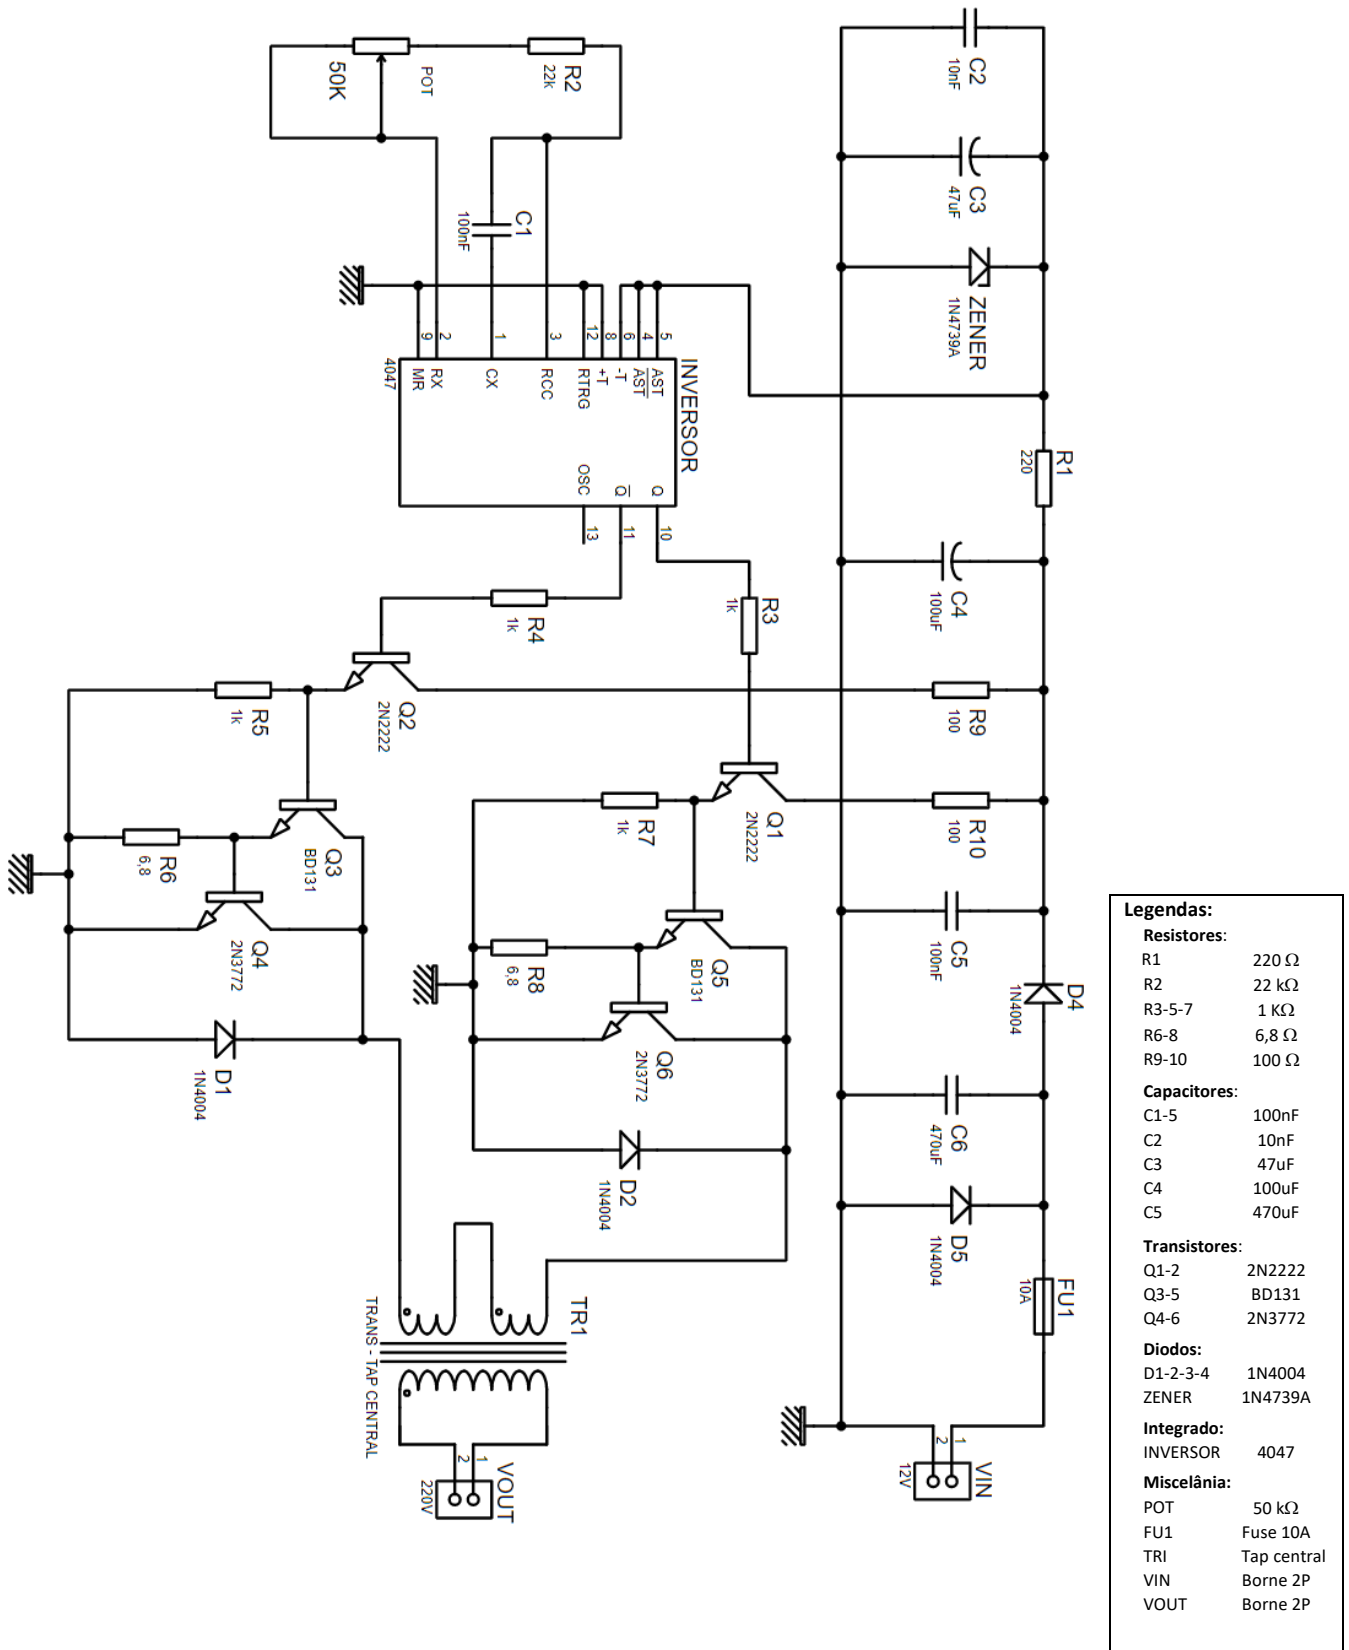 C2
10nF
C3
47uF
ZENER
1N4739A
R1
220
C4
100uF
R9
100
R10
100
C5
100nF
D4
1N4004
C6
470uF
D5
1N4004
FU1
10A
1
2
VIN
12V
50K
POT
R2
22k
C1
100nF
INVERSOR
4047
5
4
6
8
12
3
1
2
9
AST
AST
-T
+T
RTRG
RCC
CX
RX
MR
Q
Q
OSC
10
11
13
R3
1k
R4
1k
Q1
2N2222
Q2
2N2222
R7
1k
R5
1k
Q5
BD131
Q3
BD131
R8
6,8
R6
6,8
Q6
2N3772
Q4
2N3772
D2
1N4004
D1
1N4004
TR1
TRANS - TAP CENTRAL
1
2
VOUT
220V
Legendas:
Resistores:
R1 220 Ω
R2 22 kΩ
R3-5-7 1 KΩ
R6-8 6,8 Ω
R9-10 100 Ω
Capacitores:
C1-5 100nF
C2 10nF
C3 47uF
C4 100uF
C5 470uF
Transistores:
Q1-2 2N2222
Q3-5 BD131
Q4-6 2N3772
Diodos:
D1-2-3-4 1N4004
ZENER 1N4739A
Integrado:
INVERSOR 4047
Miscelânia:
POT 50 kΩ
FU1 Fuse 10A
TRI Tap central
VIN Borne 2P
VOUT Borne 2P